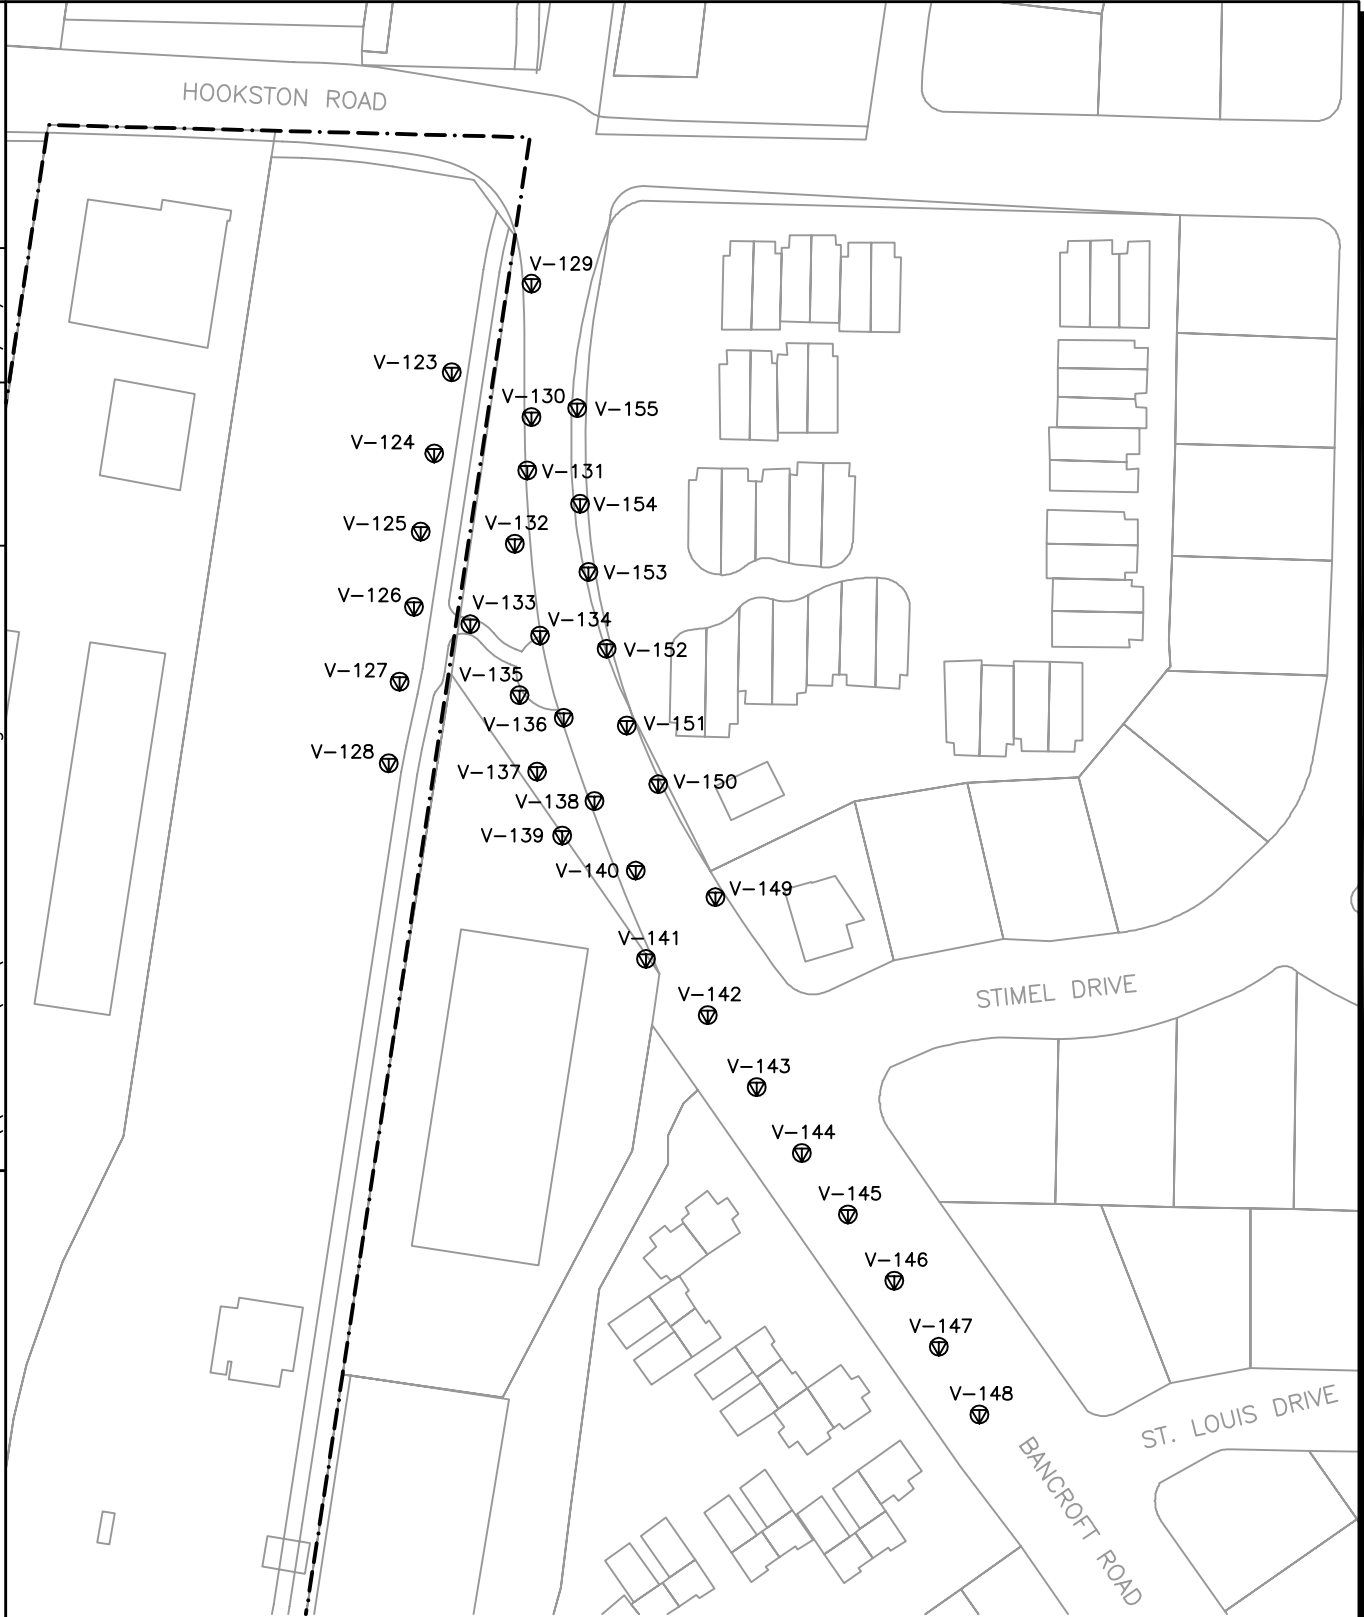 HOOKSTON ROAD
V-129
V-123
V-130
V-155
V-124
V-131
V-154
V-125
V-132
V-153
V-126
V-133
V-134
V-152
V-127
V-135
V-136
V-151
V-128
V-137
V-150
V-138
V-139
V-140
V-149
V-141
STIMEL DRIVE
V-142
V-143
V-144
V-145
V-146
V-147
V-148
ST. LOUIS DRIVE
BANCROFT ROAD